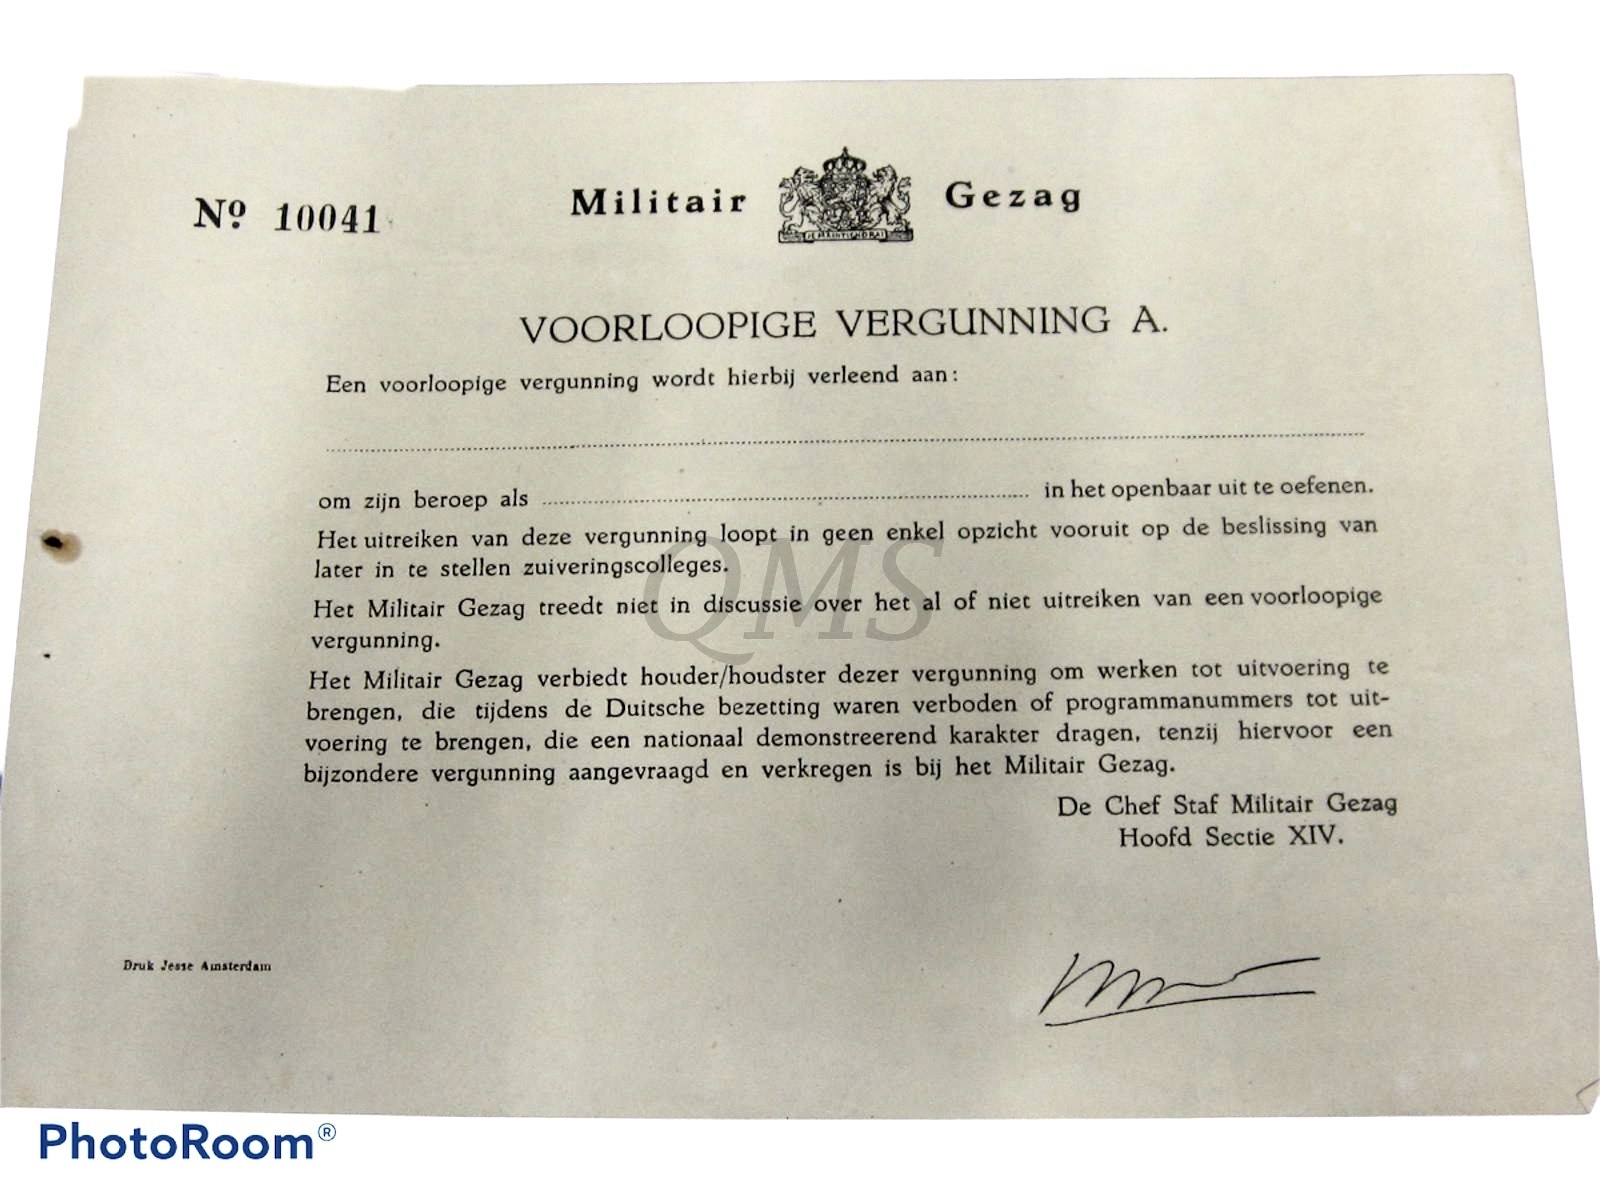 Nº 10041
Militair Gezag
JE MAINTIENDRAI
VOORLOOPIGE VERGUNNING A.
Een voorloopige vergunning wordt hierbij verleend aan:
om zijn beroep als in het openbaar uit te oefenen.
Het uitreiken van deze vergunning loopt in geen enkel opzicht vooruit op de beslissing van
later in te stellen zuiveringscolleges.
Het Militair Gezag treedt niet in discussie over het al of niet uitreiken van een voorloopige
vergunning.
Het Militair Gezag verbiedt houder/houdster dezer vergunning om werken tot uitvoering te
brengen, die tijdens de Duitsche bezetting waren verboden of programmanummers tot uit-
voering te brengen, die een nationaal demonstreerend karakter dragen, tenzij hiervoor een
bijzondere vergunning aangevraagd en verkregen is bij het Militair Gezag.
De Chef Staf Militair Gezag
Hoofd Sectie XIV.
Druk Jesse Amsterdam
QMS
PhotoRoom®